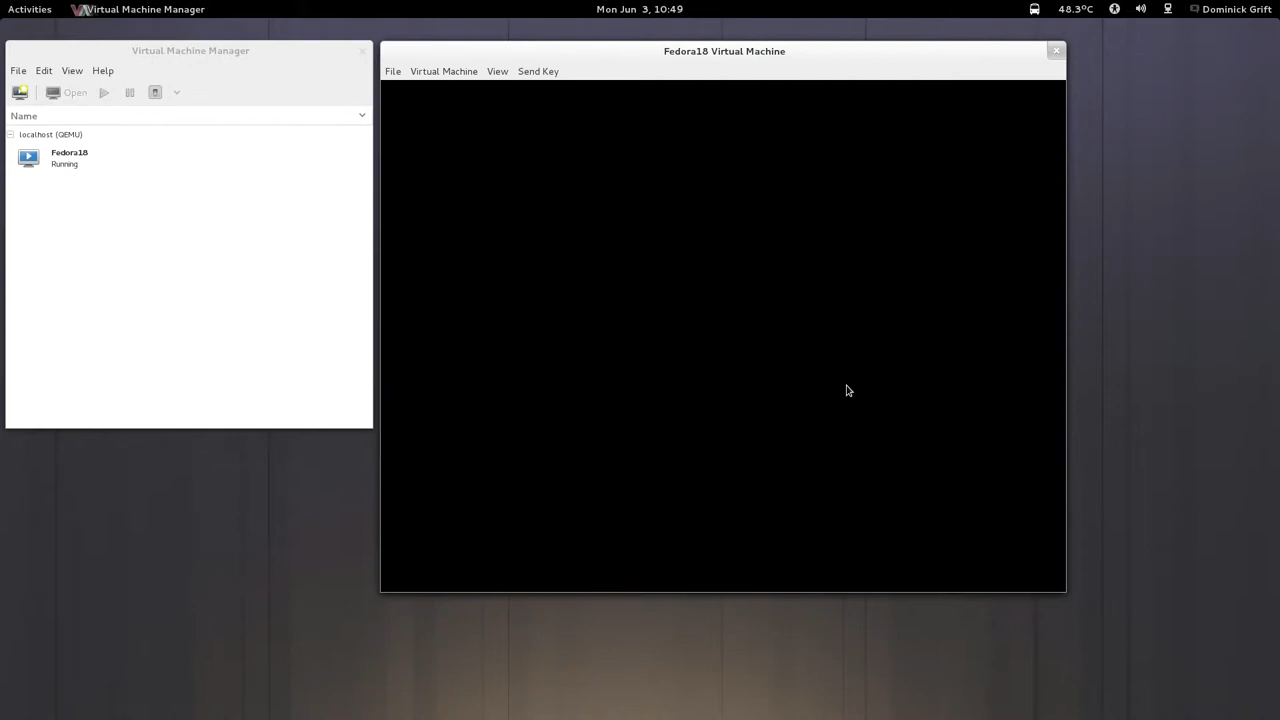 Activities Virtual Machine Manager Mon Jun 3, 10:49 48.3°C Dominick Grift
Virtual Machine Manager
File Edit View Help
Open
Name
localhost (QEMU)
Fedora18
Running
Fedora18 Virtual Machine
File Virtual Machine View Send Key